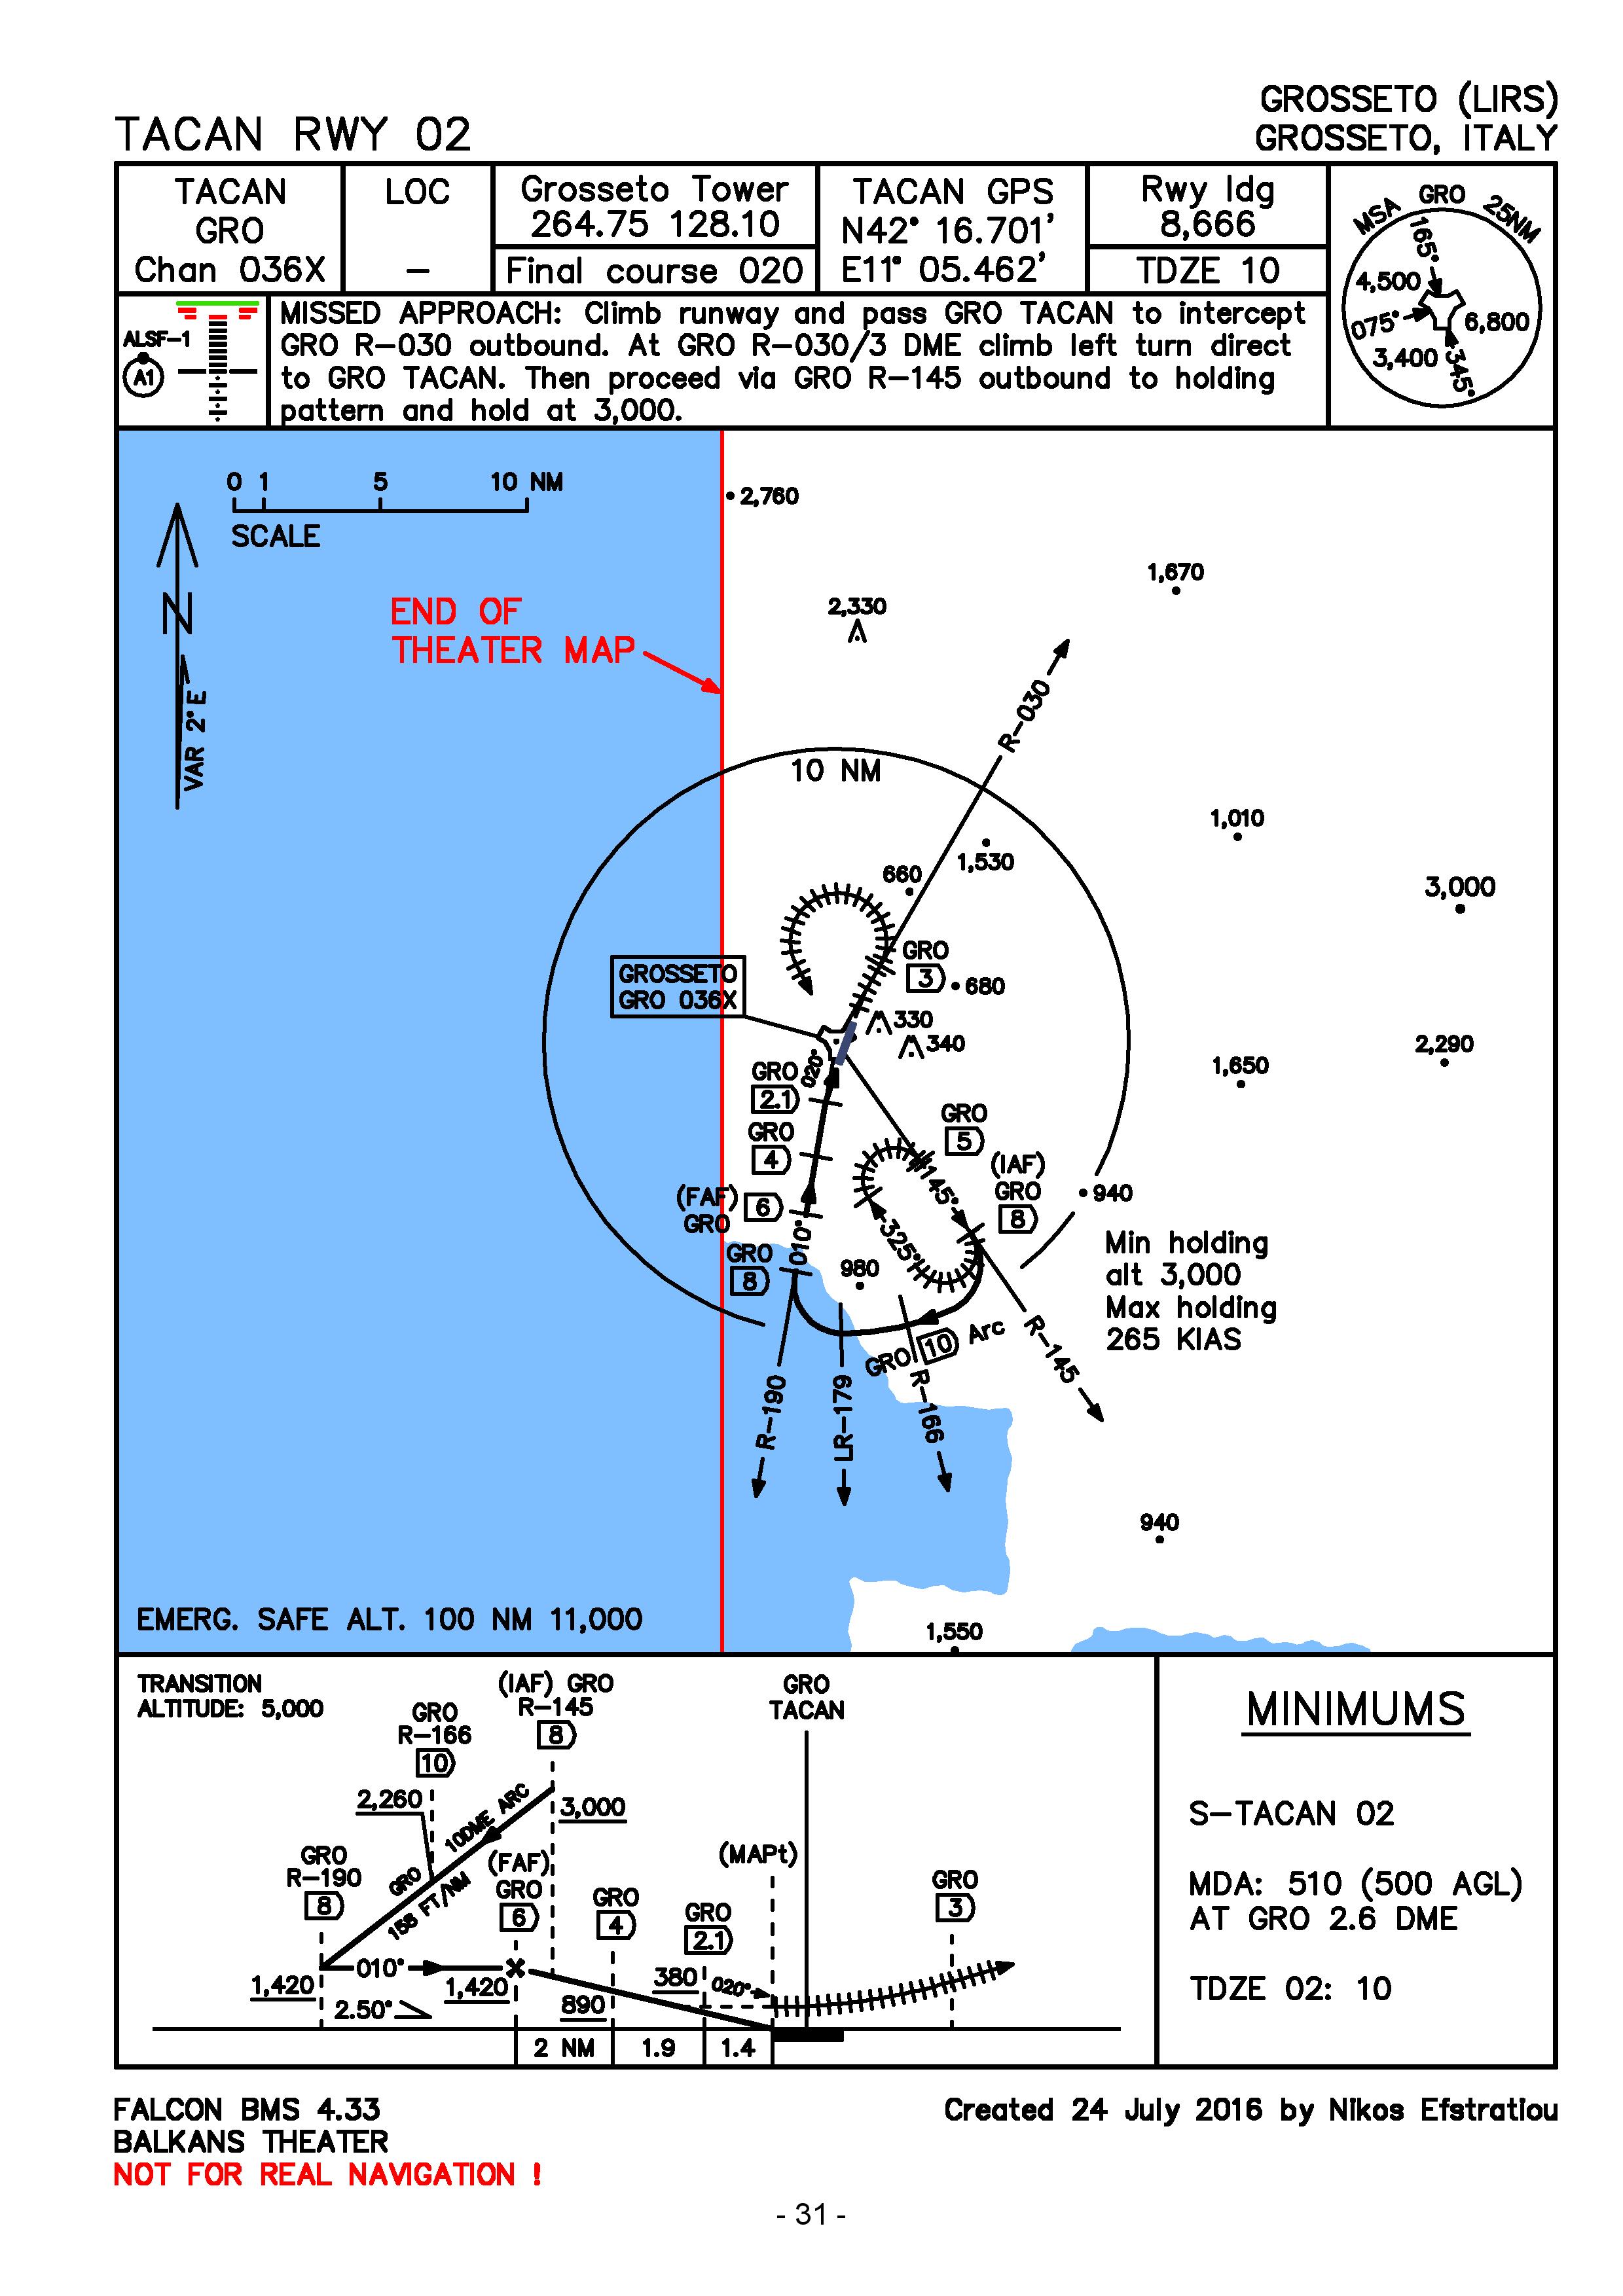 TACAN RWY 02
GROSSETO (LIRS)
GROSSETO, ITALY
TACAN
GRO
Chan 036X
LOC
–
Grosseto Tower
264.75 128.10
Final course 020
TACAN GPS
N42° 16.701'
E11° 05.462'
Rwy ldg
8,666
TDZE 10
MSA GRO 25NM
165°
4,500
075°
6,800
3,400
345°
ALSF-1
A1
MISSED APPROACH: Climb runway and pass GRO TACAN to intercept
GRO R-030 outbound. At GRO R-030/3 DME climb left turn direct
to GRO TACAN. Then proceed via GRO R-145 outbound to holding
pattern and hold at 3,000.
0 1 5 10 NM
SCALE
N
VAR 2°E
END OF
THEATER MAP
2,760
1,670
2,330
R-030
10 NM
1,010
1,530
660
3,000
GRO
3
680
GROSSETO
GRO 036X
330
340
2,290
1,650
020°
GRO
2.1
GRO
5
GRO
4
(IAF)
GRO
8
145°
940
(FAF)
GRO
6
010°
325°
GRO
8
980
Min holding
alt 3,000
Max holding
265 KIAS
GRO 10 Arc
R-145
R-190
LR-179
R-166
940
1,550
EMERG. SAFE ALT. 100 NM 11,000
TRANSITION
ALTITUDE: 5,000
(IAF) GRO
R-145
8
GRO
R-166
10
GRO
TACAN
2,260
10DME ARC
GRO
158 FT/NM
3,000
GRO
R-190
8
(FAF)
GRO
6
GRO
4
GRO
2.1
(MAPt)
GRO
3
010°
1,420
1,420
2.50°
890
380
020°
2 NM
1.9
1.4
MINIMUMS
S-TACAN 02
MDA: 510 (500 AGL)
AT GRO 2.6 DME
TDZE 02: 10
FALCON BMS 4.33
BALKANS THEATER
NOT FOR REAL NAVIGATION !
Created 24 July 2016 by Nikos Efstratiou
- 31 -